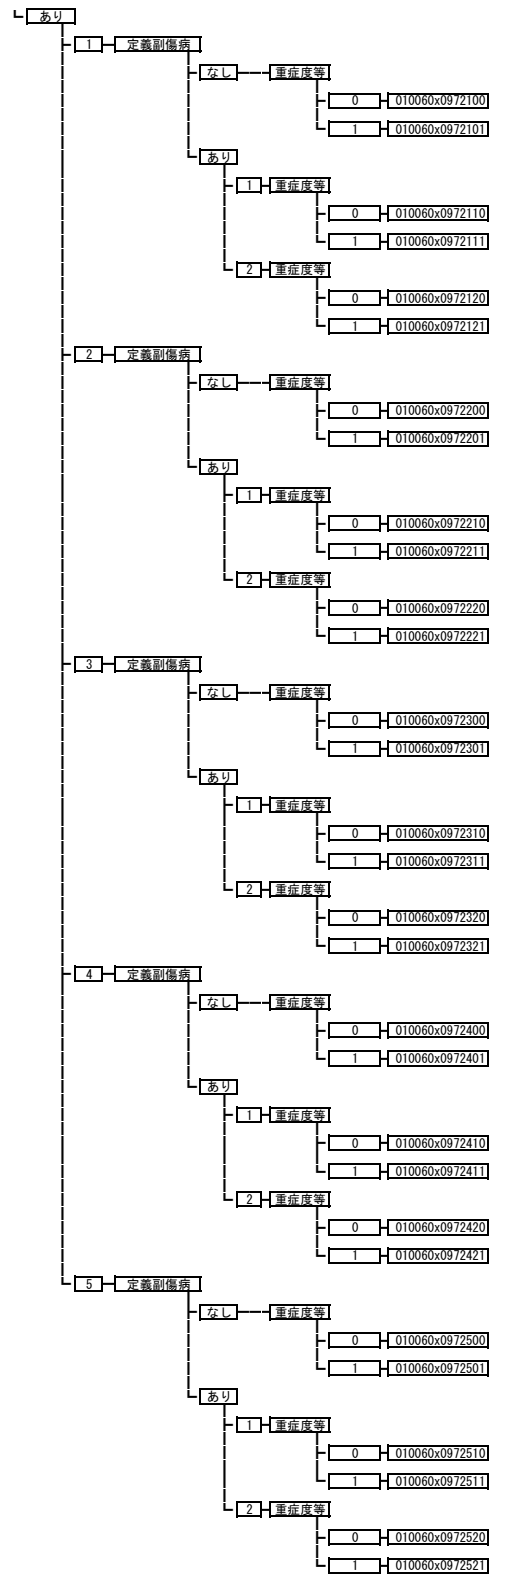 あり
1 定義副傷病
なし 重症度等
0 010060x0972100
1 010060x0972101
あり
1 重症度等
0 010060x0972110
1 010060x0972111
2 重症度等
0 010060x0972120
1 010060x0972121
2 定義副傷病
なし 重症度等
0 010060x0972200
1 010060x0972201
あり
1 重症度等
0 010060x0972210
1 010060x0972211
2 重症度等
0 010060x0972220
1 010060x0972221
3 定義副傷病
なし 重症度等
0 010060x0972300
1 010060x0972301
あり
1 重症度等
0 010060x0972310
1 010060x0972311
2 重症度等
0 010060x0972320
1 010060x0972321
4 定義副傷病
なし 重症度等
0 010060x0972400
1 010060x0972401
あり
1 重症度等
0 010060x0972410
1 010060x0972411
2 重症度等
0 010060x0972420
1 010060x0972421
5 定義副傷病
なし 重症度等
0 010060x0972500
1 010060x0972501
あり
1 重症度等
0 010060x0972510
1 010060x0972511
2 重症度等
0 010060x0972520
1 010060x0972521